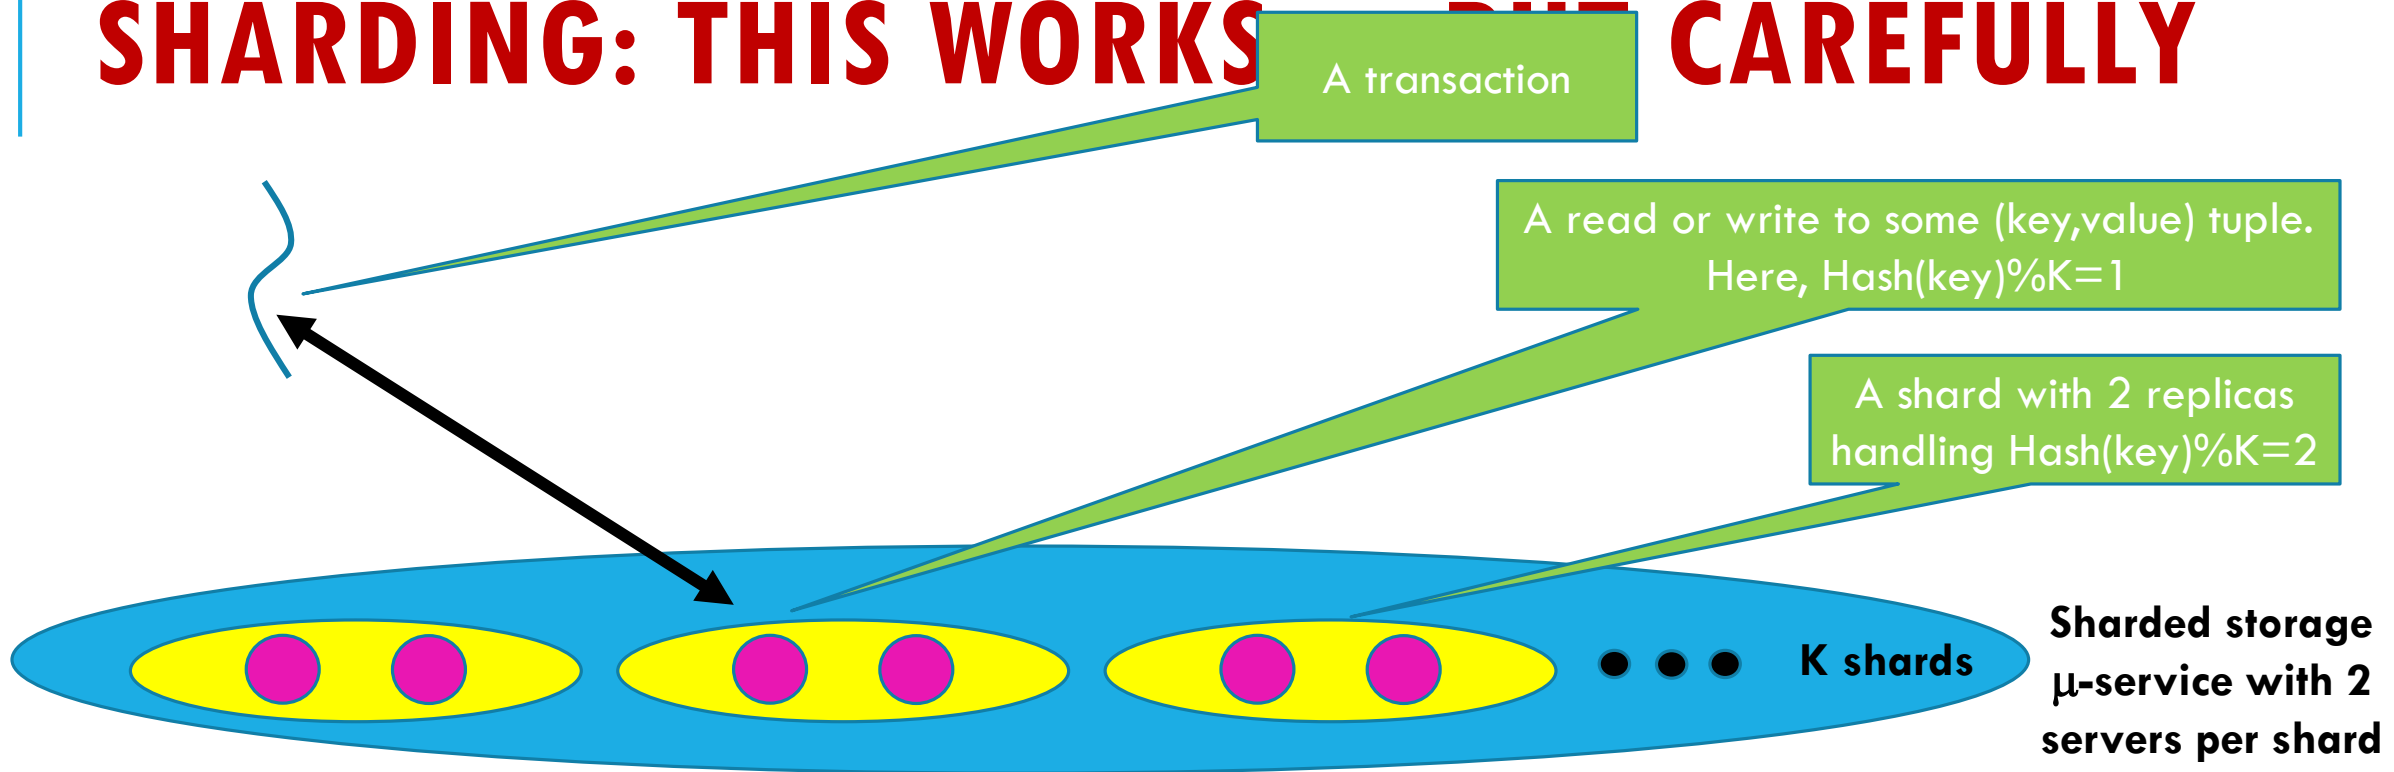 SHARDING: THIS WORKS CAREFULLY
A transaction
A read or write to some (key,value) tuple.
Here, Hash(key)%K=1
A shard with 2 replicas
handling Hash(key)%K=2
K shards
Sharded storage
μ-service with 2
servers per shard